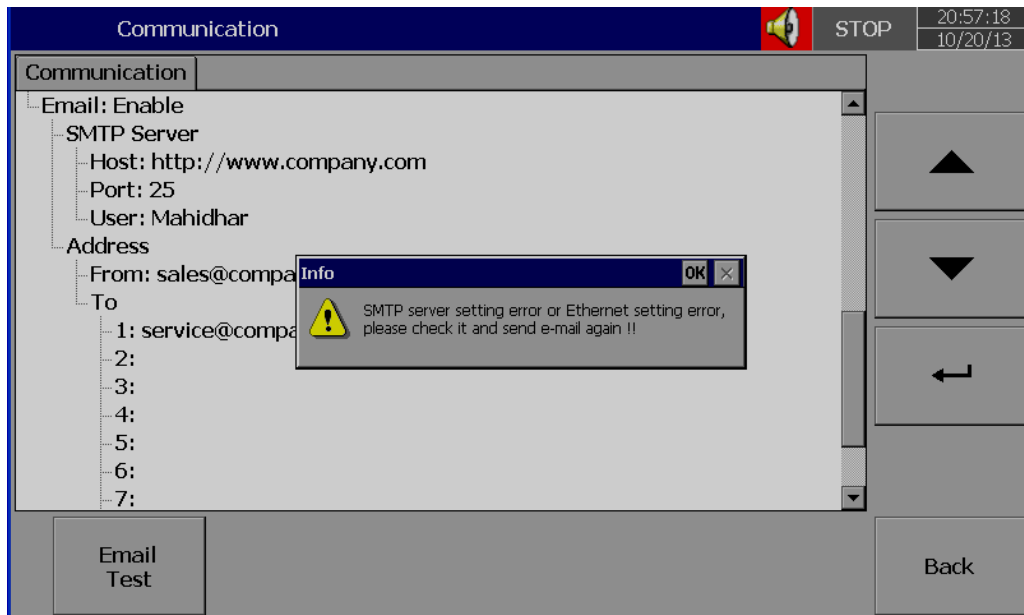 Communication
STOP
20:57:18
10/20/13
Communication
Email: Enable
SMTP Server
Host: http://www.company.com
Port: 25
User: Mahidhar
Address
From: sales@compa
To
1: service@compa
2:
3:
4:
5:
6:
7:
Info
OK
SMTP server setting error or Ethernet setting error,
please check it and send e-mail again !!
Email
Test
Back